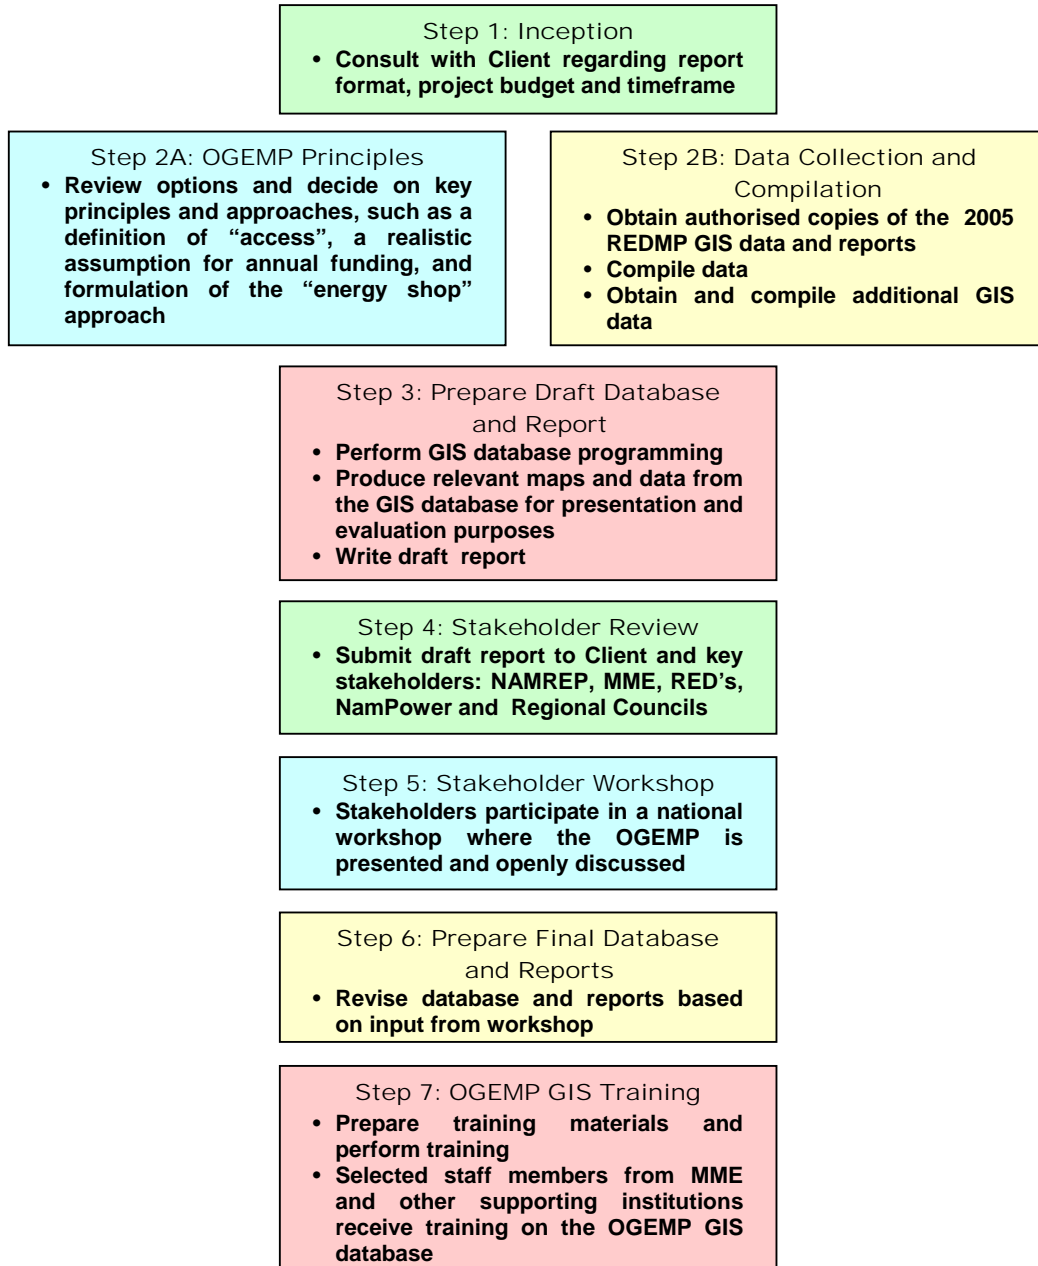 Step 1: Inception
• Consult with Client regarding report
format, project budget and timeframe
Step 2A: OGEMP Principles
• Review options and decide on key
principles and approaches, such as a
definition of “access”, a realistic
assumption for annual funding, and
formulation of the “energy shop”
approach
Step 2B: Data Collection and
Compilation
• Obtain authorised copies of the 2005
REDMP GIS data and reports
• Compile data
• Obtain and compile additional GIS
data
Step 3: Prepare Draft Database
and Report
• Perform GIS database programming
• Produce relevant maps and data from
the GIS database for presentation and
evaluation purposes
• Write draft report
Step 4: Stakeholder Review
• Submit draft report to Client and key
stakeholders: NAMREP, MME, RED’s,
NamPower and Regional Councils
Step 5: Stakeholder Workshop
• Stakeholders participate in a national
workshop where the OGEMP is
presented and openly discussed
Step 6: Prepare Final Database
and Reports
• Revise database and reports based
on input from workshop
Step 7: OGEMP GIS Training
• Prepare training materials and
perform training
• Selected staff members from MME
and other supporting institutions
receive training on the OGEMP GIS
database